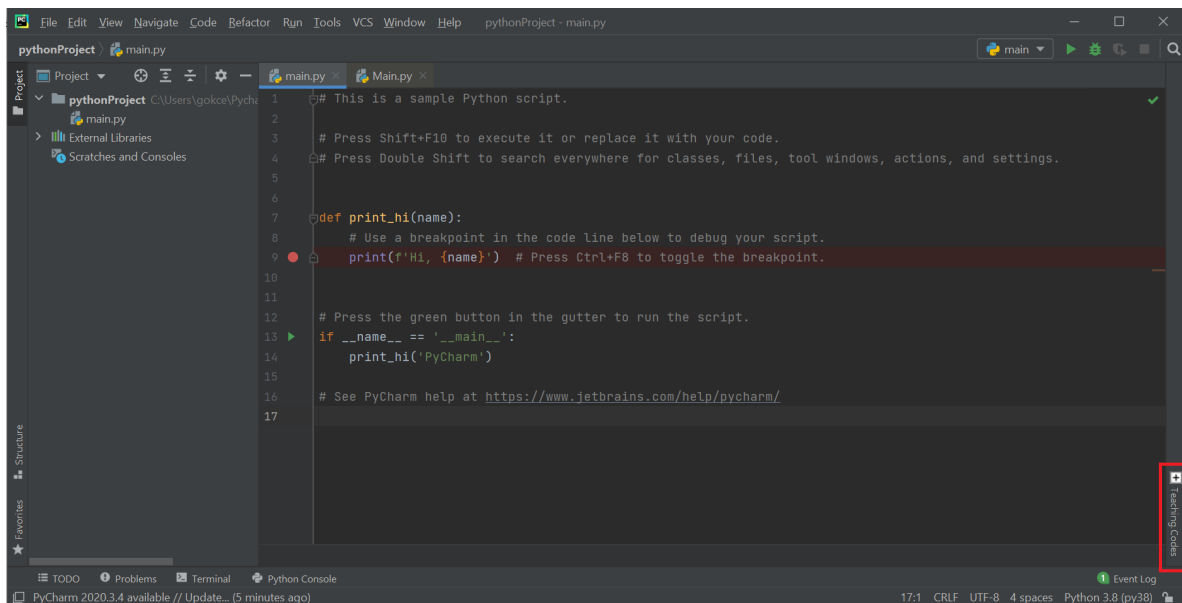 File Edit View Navigate Code Refactor Run Tools VCS Window Help pythonProject - main.py
pythonProject main.py main
Project
Project
main.py Main.py
pythonProject C:\Users\gokce\Pycha
main.py
External Libraries
Scratches and Consoles
1 # This is a sample Python script.
2
3 # Press Shift+F10 to execute it or replace it with your code.
4 # Press Double Shift to search everywhere for classes, files, tool windows, actions, and settings.
5
6
7 def print_hi(name):
8 # Use a breakpoint in the code line below to debug your script.
9 print(f'Hi, {name}') # Press Ctrl+F8 to toggle the breakpoint.
10
11
12 # Press the green button in the gutter to run the script.
13 if __name__ == '__main__':
14 print_hi('PyCharm')
15
16 # See PyCharm help at https://www.jetbrains.com/help/pycharm/
17
Structure
Favorites
Teaching.Codes
TODO Problems Terminal Python Console 1 Event Log
PyCharm 2020.3.4 available // Update... (5 minutes ago) 17:1 CRLF UTF-8 4 spaces Python 3.8 (py38)